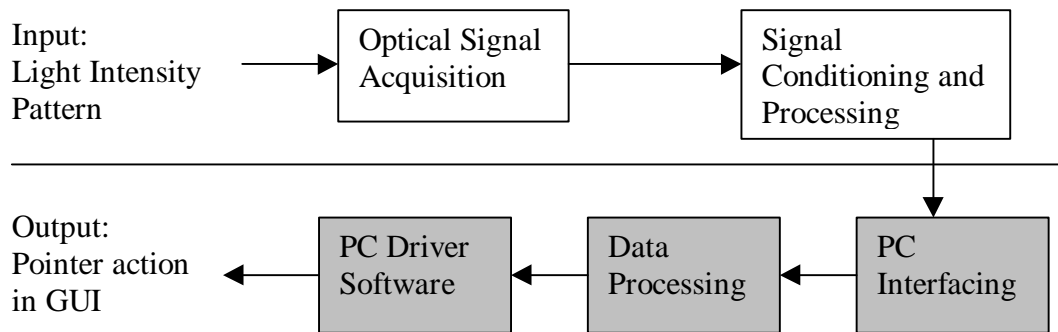 Input:
Light Intensity
Pattern
Optical Signal
Acquisition
Signal
Conditioning and
Processing
Output:
Pointer action
in GUI
PC Driver
Software
Data
Processing
PC
Interfacing